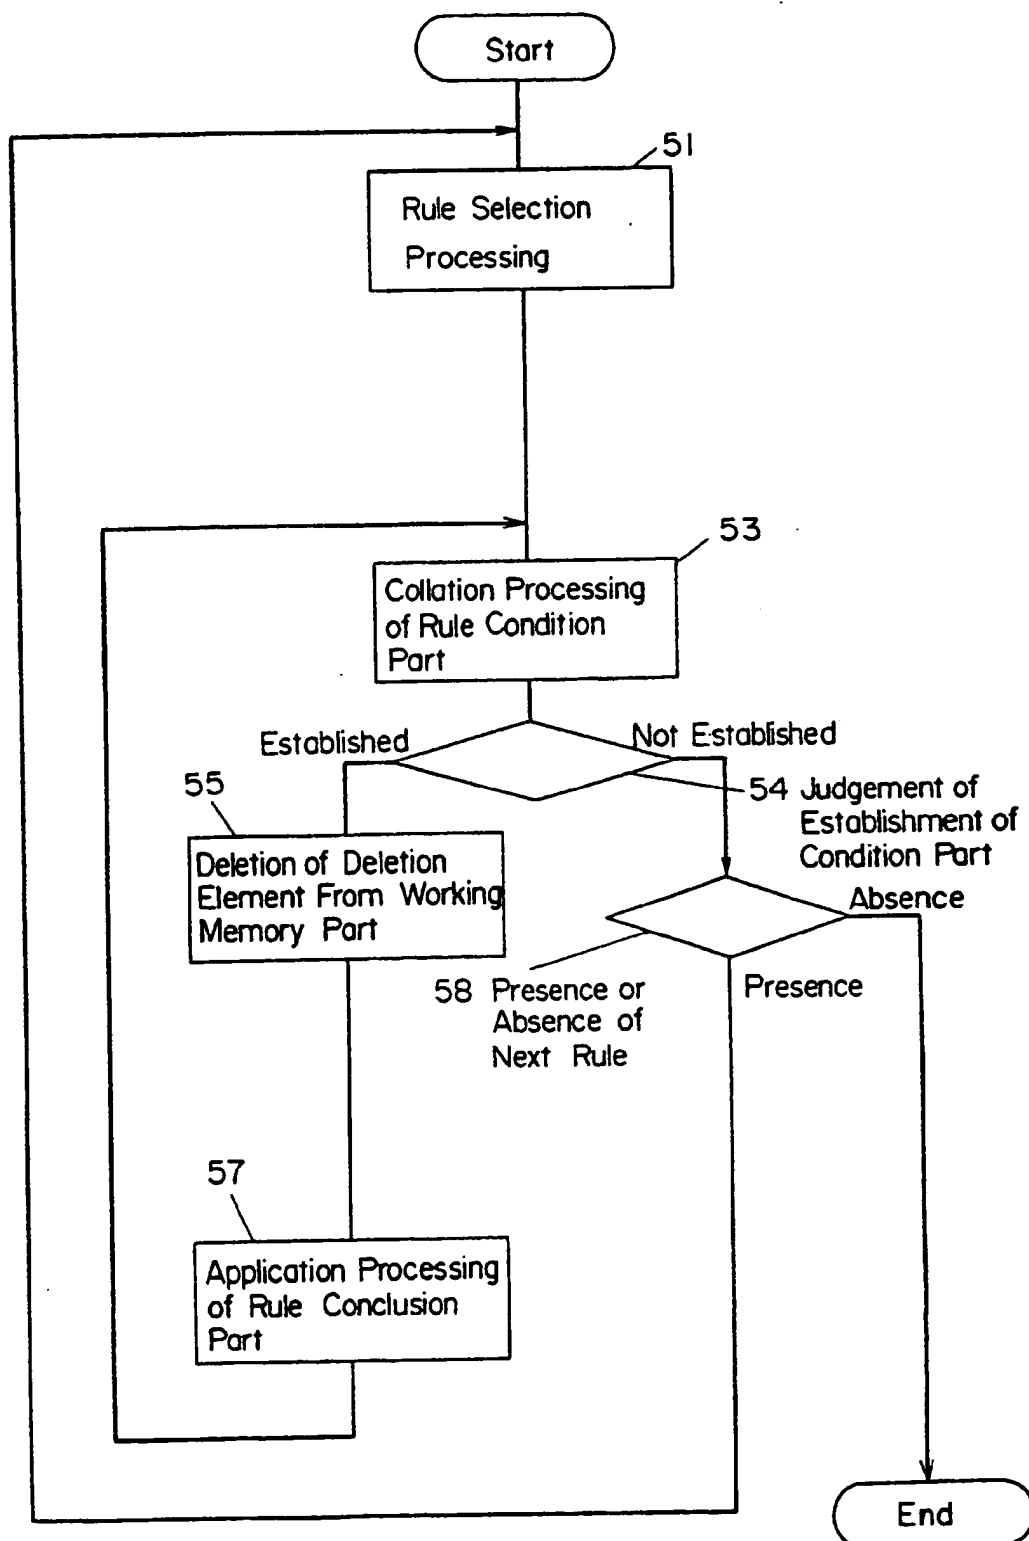 Start
51
Rule Selection
Processing
53
Collation Processing
of Rule Condition
Part
Established
Not Established
54 Judgement of
Establishment of
Condition Part
55
Deletion of Deletion
Element From Working
Memory Part
Absence
58 Presence or
Absence of
Next Rule
Presence
57
Application Processing
of Rule Conclusion
Part
End